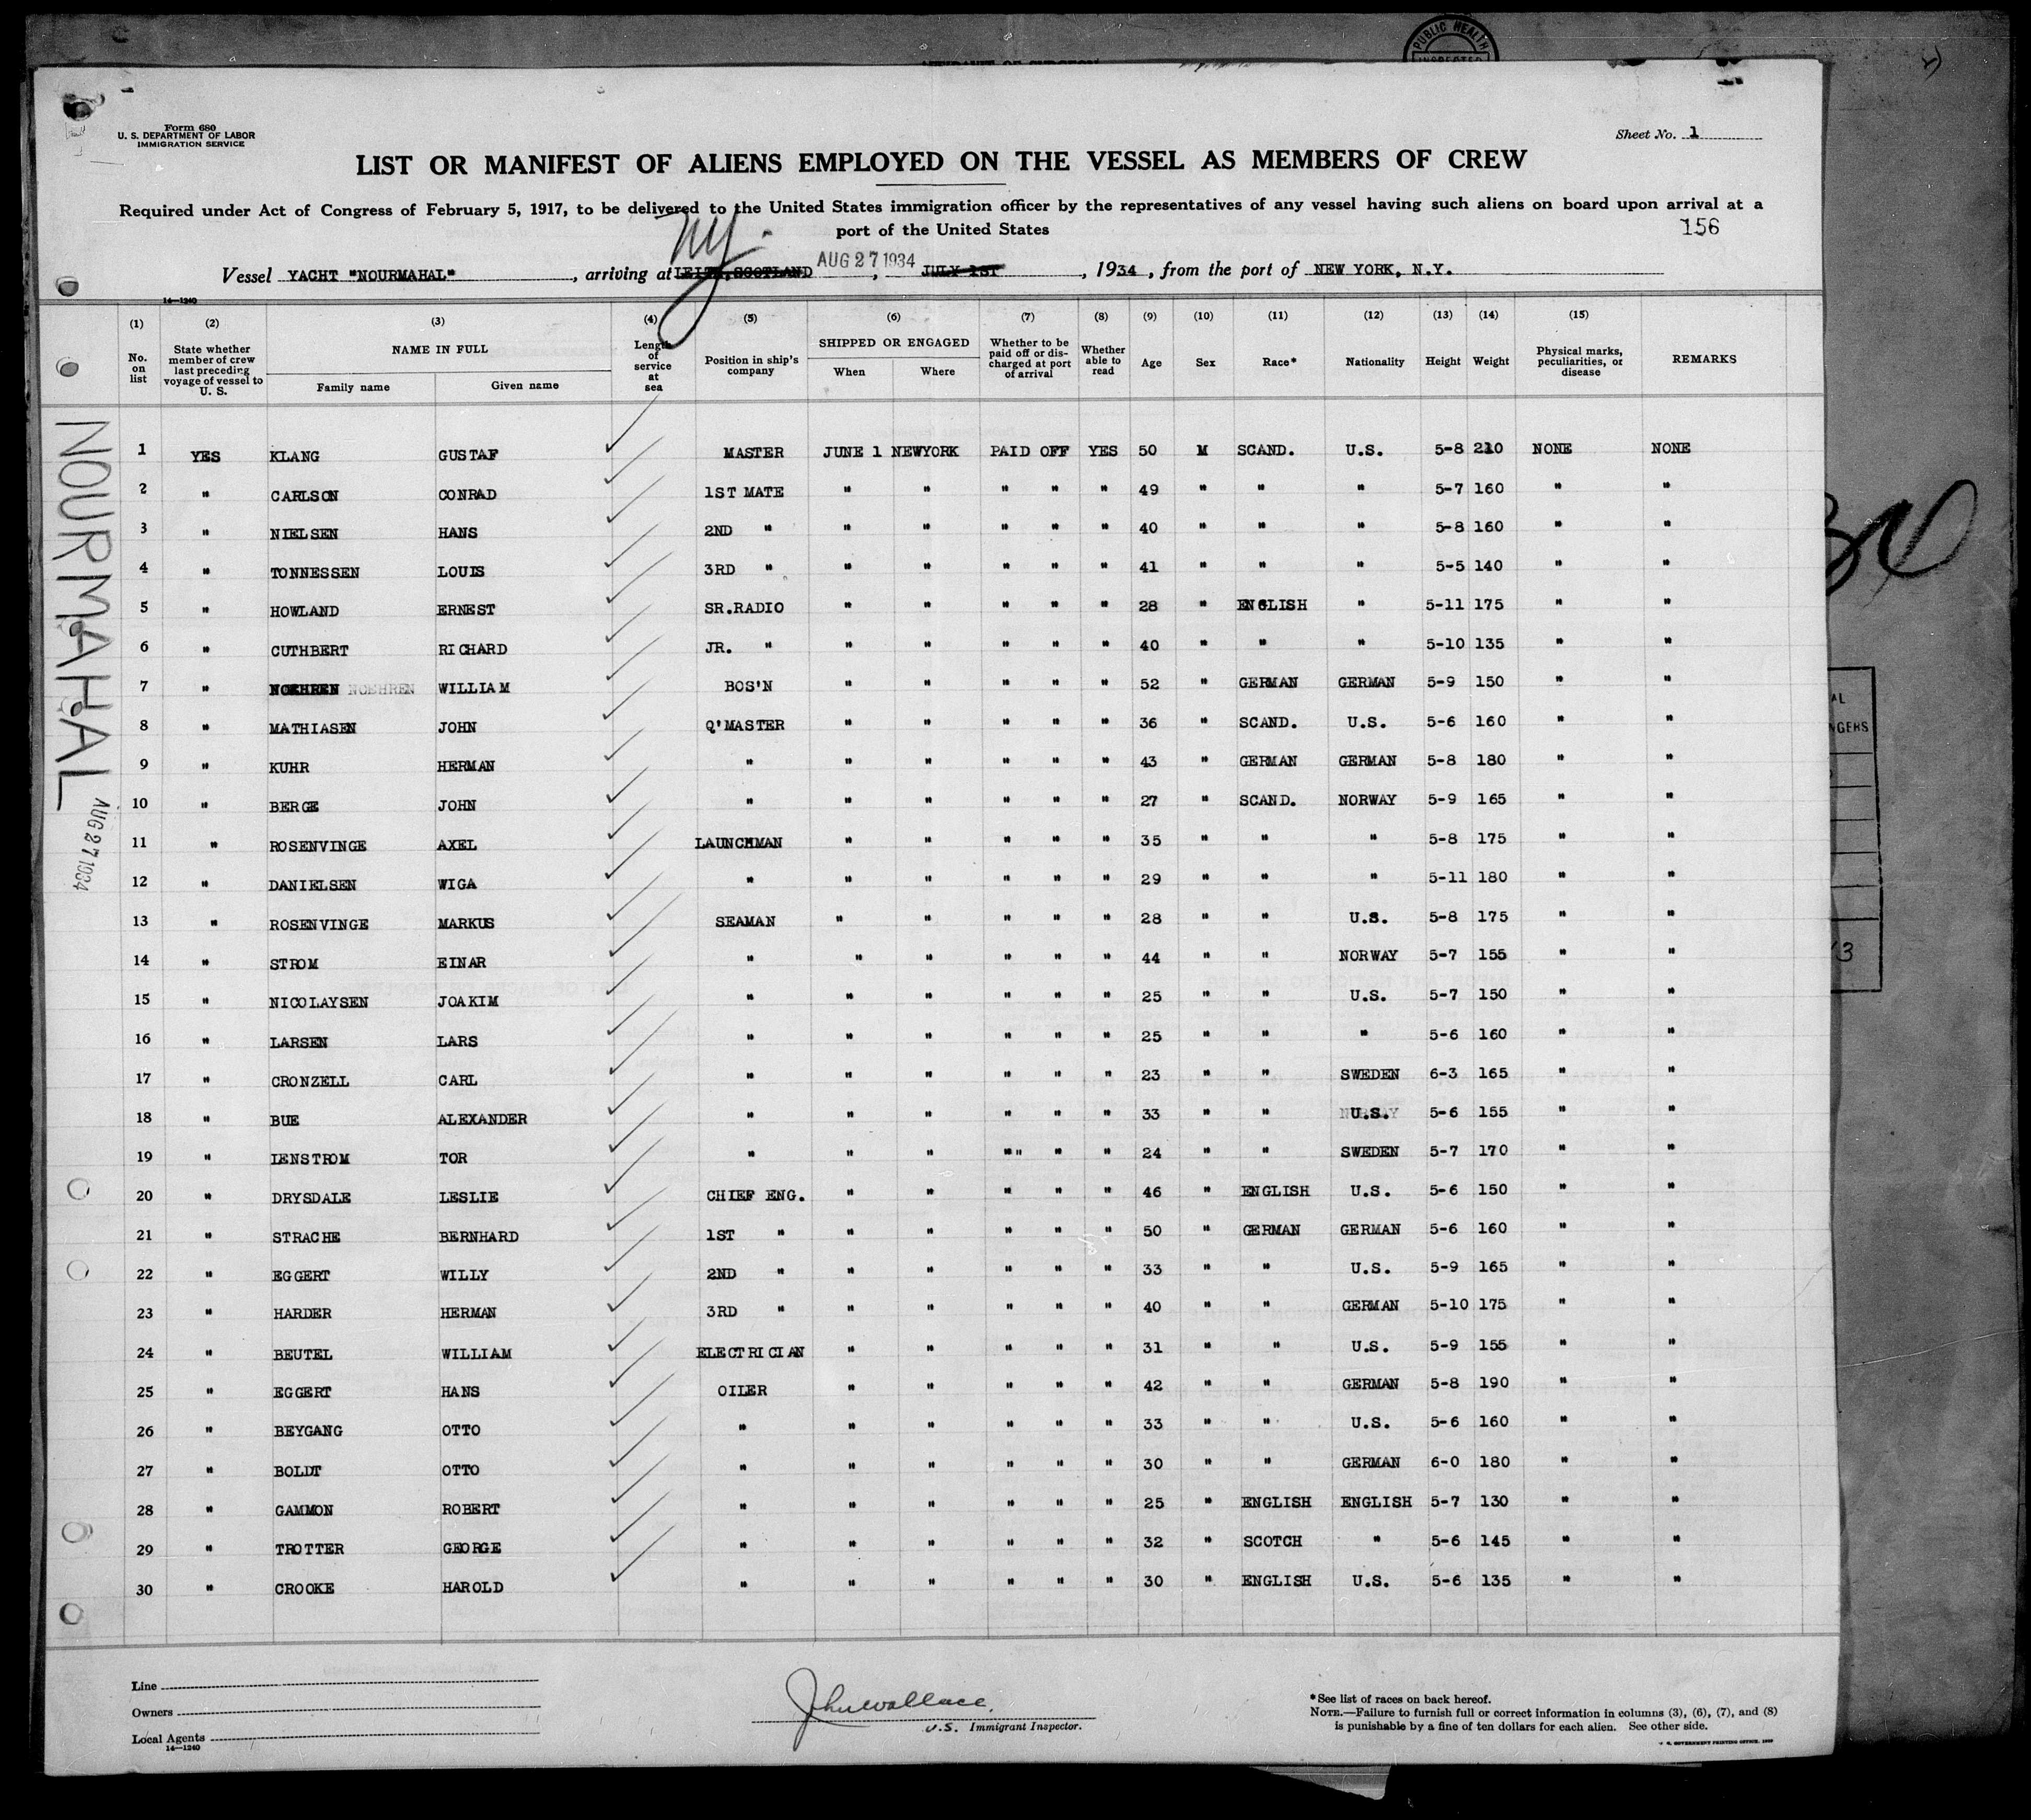 PUBLIC HEALTH
INSPECTED
Form 680
U. S. DEPARTMENT OF LABOR
IMMIGRATION SERVICE
Sheet No. 1
LIST OR MANIFEST OF ALIENS EMPLOYED ON THE VESSEL AS MEMBERS OF CREW
Required under Act of Congress of February 5, 1917, to be delivered to the United States immigration officer by the representatives of any vessel having such aliens on board upon arrival at a
port of the United States
156
Vessel YACHT "NOURMAHAL", arriving at LEITH, SCOTLAND NY. AUG 27 1934, JULY 1ST, 1934, from the port of NEW YORK, N.Y.
14—1240
(1) (2) (3) (4) (5) (6) (7) (8) (9) (10) (11) (12) (13) (14) (15)
No. on list State whether member of crew last preceding voyage of vessel to U. S. NAME IN FULL Family name Given name Length of service at sea Position in ship's company SHIPPED OR ENGAGED When Where Whether to be paid off or discharged at port of arrival Whether able to read Age Sex Race* Nationality Height Weight Physical marks, peculiarities, or disease REMARKS
NOURMAHAL
AUG 27 1934
1 YES KLANG GUSTAF MASTER JUNE 1 NEWYORK PAID OFF YES 50 M SCAND. U.S. 5-8 210 NONE NONE
2 " CARLSON CONRAD 1ST MATE " " " " " 49 " " " 5-7 160 " "
3 " NIELSEN HANS 2ND " " " " " " 40 " " " 5-8 160 " "
4 " TONNESSEN LOUIS 3RD " " " " " " 41 " " " 5-5 140 " "
5 " HOWLAND ERNEST SR.RADIO " " " " " 28 " ENGLISH " 5-11 175 " "
6 " CUTHBERT RICHARD JR. " " " " " " 40 " " " 5-10 135 " "
7 " NOEHREN NOEHREN WILLIAM BOS'N " " " " " 52 " GERMAN GERMAN 5-9 150 " "
8 " MATHIASEN JOHN Q'MASTER " " " " " 36 " SCAND. U.S. 5-6 160 " "
9 " KUHR HERMAN " " " " " " 43 " GERMAN GERMAN 5-8 180 " "
10 " BERGE JOHN " " " " " " 27 " SCAND. NORWAY 5-9 165 " "
11 " ROSENVINGE AXEL LAUNCHMAN " " " " " 35 " " " 5-8 175 " "
12 " DANIELSEN WIGA " " " " " " 29 " " " 5-11 180 " "
13 " ROSENVINGE MARKUS SEAMAN " " " " " 28 " " U.S. 5-8 175 " "
14 " STROM EINAR " " " " " " 44 " " NORWAY 5-7 155 " "
15 " NICOLAYSEN JOAKIM " " " " " " 25 " " U.S. 5-7 150 " "
16 " LARSEN LARS " " " " " " 25 " " " 5-6 160 " "
17 " CRONZELL CARL " " " " " " 23 " " SWEDEN 6-3 165 " "
18 " BUE ALEXANDER " " " " " " 33 " " U.S. 5-6 155 " "
19 " LENSTROM TOR " " " "" " " 24 " " SWEDEN 5-7 170 " "
20 " DRYSDALE LESLIE CHIEF ENG. " " " " " 46 " ENGLISH U.S. 5-6 150 " "
21 " STRACHE BERNHARD 1ST " " " " " " 50 " GERMAN GERMAN 5-6 160 " "
22 " EGGERT WILLY 2ND " " " " " " 33 " " U.S. 5-9 165 " "
23 " HARDER HERMAN 3RD " " " " " " 40 " " GERMAN 5-10 175 " "
24 " BEUTEL WILLIAM ELECTRICIAN " " " " " 31 " " U.S. 5-9 155 " "
25 " EGGERT HANS OILER " " " " " 42 " " GERMAN 5-8 190 " "
26 " BEYGANG OTTO " " " " " " 33 " " U.S. 5-6 160 " "
27 " BOLDT OTTO " " " " " " 30 " " GERMAN 6-0 180 " "
28 " GAMMON ROBERT " " " " " " 25 " ENGLISH ENGLISH 5-7 130 " "
29 " TROTTER GEORGE " " " " " " 32 " SCOTCH " 5-6 145 " "
30 " CROOKE HAROLD " " " " " " 30 " ENGLISH U.S. 5-6 135 " "
Line
Owners
Local Agents
14—1240
John Wallace
U.S. Immigrant Inspector.
*See list of races on back hereof.
NOTE.—Failure to furnish full or correct information in columns (3), (6), (7), and (8)
is punishable by a fine of ten dollars for each alien. See other side.